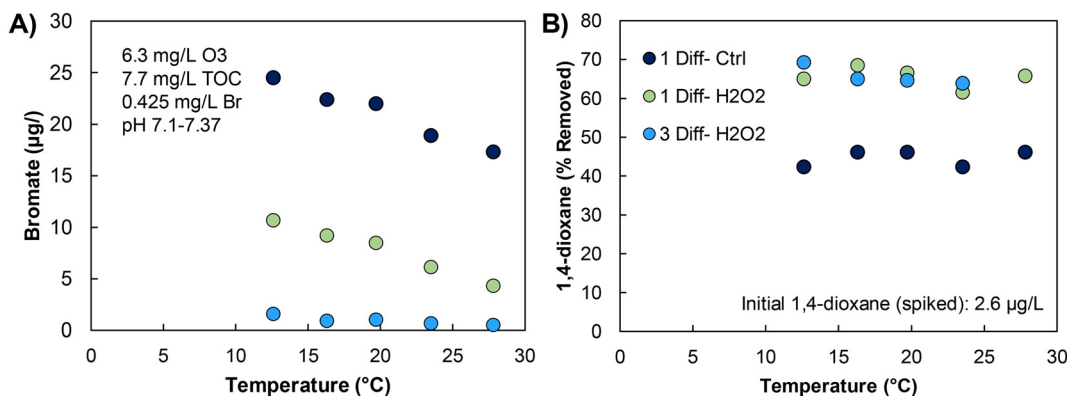 A)
30
25
20
15
10
5
0
Bromate (µg/)
6.3 mg/L O3
7.7 mg/L TOC
0.425 mg/L Br
pH 7.1-7.37
0 5 10 15 20 25 30
Temperature (°C)
B)
80
70
60
50
40
30
20
10
0
1,4-dioxane (% Removed)
1 Diff- Ctrl
1 Diff- H2O2
3 Diff- H2O2
Initial 1,4-dioxane (spiked): 2.6 µg/L
0 5 10 15 20 25 30
Temperature (°C)